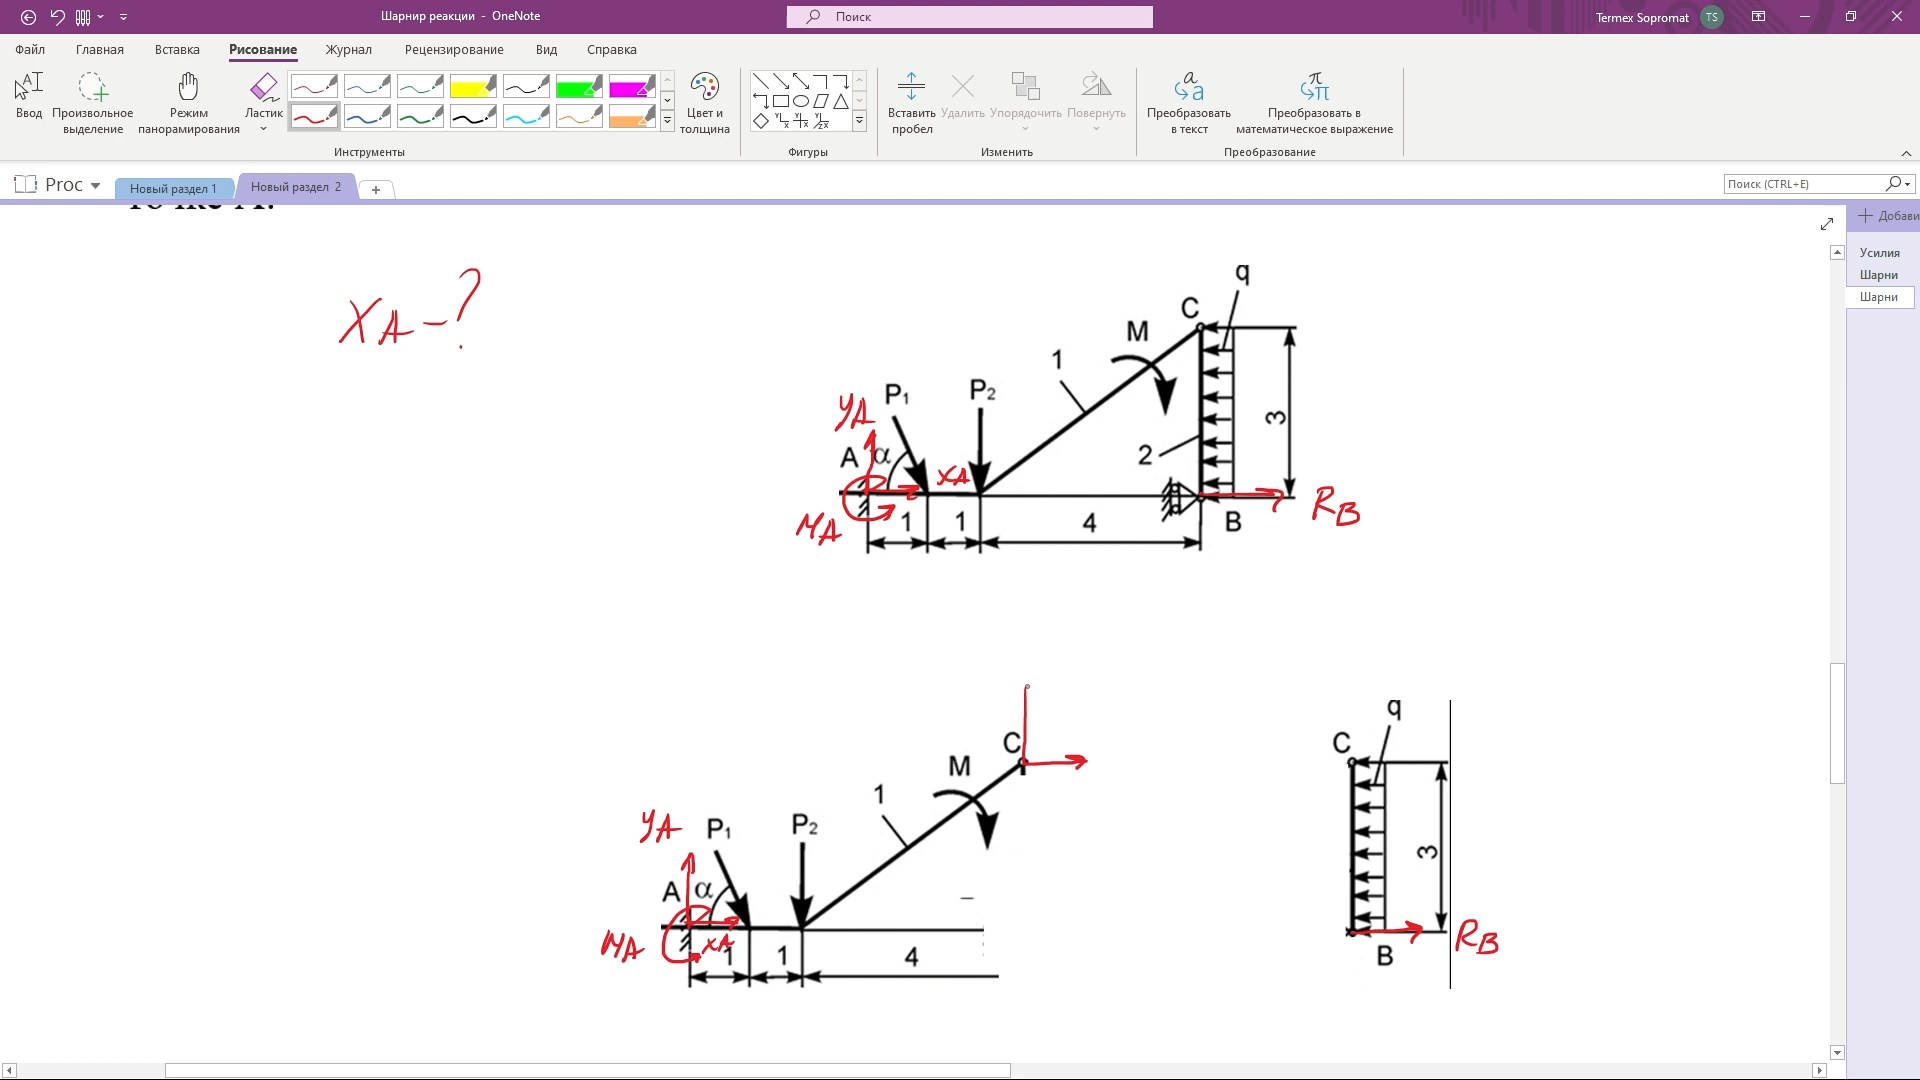 Шарнир реакции - OneNote
Поиск
Termex Sopromat
TS
Файл Главная Вставка Рисование Журнал Рецензирование Вид Справка
Ввод
Произвольное выделение
Режим панорамирования
Ластик
Цвет и толщина
Вставить пробел
Удалить
Упорядочить
Повернуть
Преобразовать в текст
Преобразовать в математическое выражение
Инструменты
Фигуры
Изменить
Преобразование
Proc
Новый раздел 1
Новый раздел 2
Поиск (CTRL+E)
Добави
Усилия
Шарни
Шарни
XA - ?
q
C
M
1
P2
P1
YA
A
α
XA
2
3
RB
MA
1
1
4
B
C
M
1
P2
P1
YA
A
α
MA
XA
1
1
4
q
C
3
RB
B